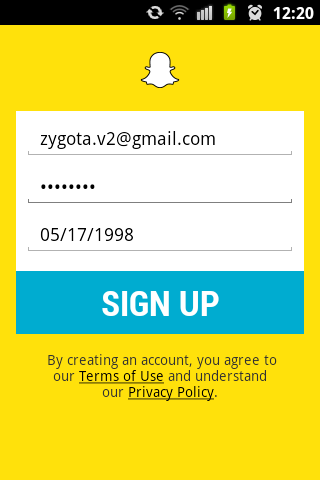 12:20
zygota.v2@gmail.com
••••••••
05/17/1998
SIGN UP
By creating an account, you agree to
our Terms of Use and understand
our Privacy Policy.